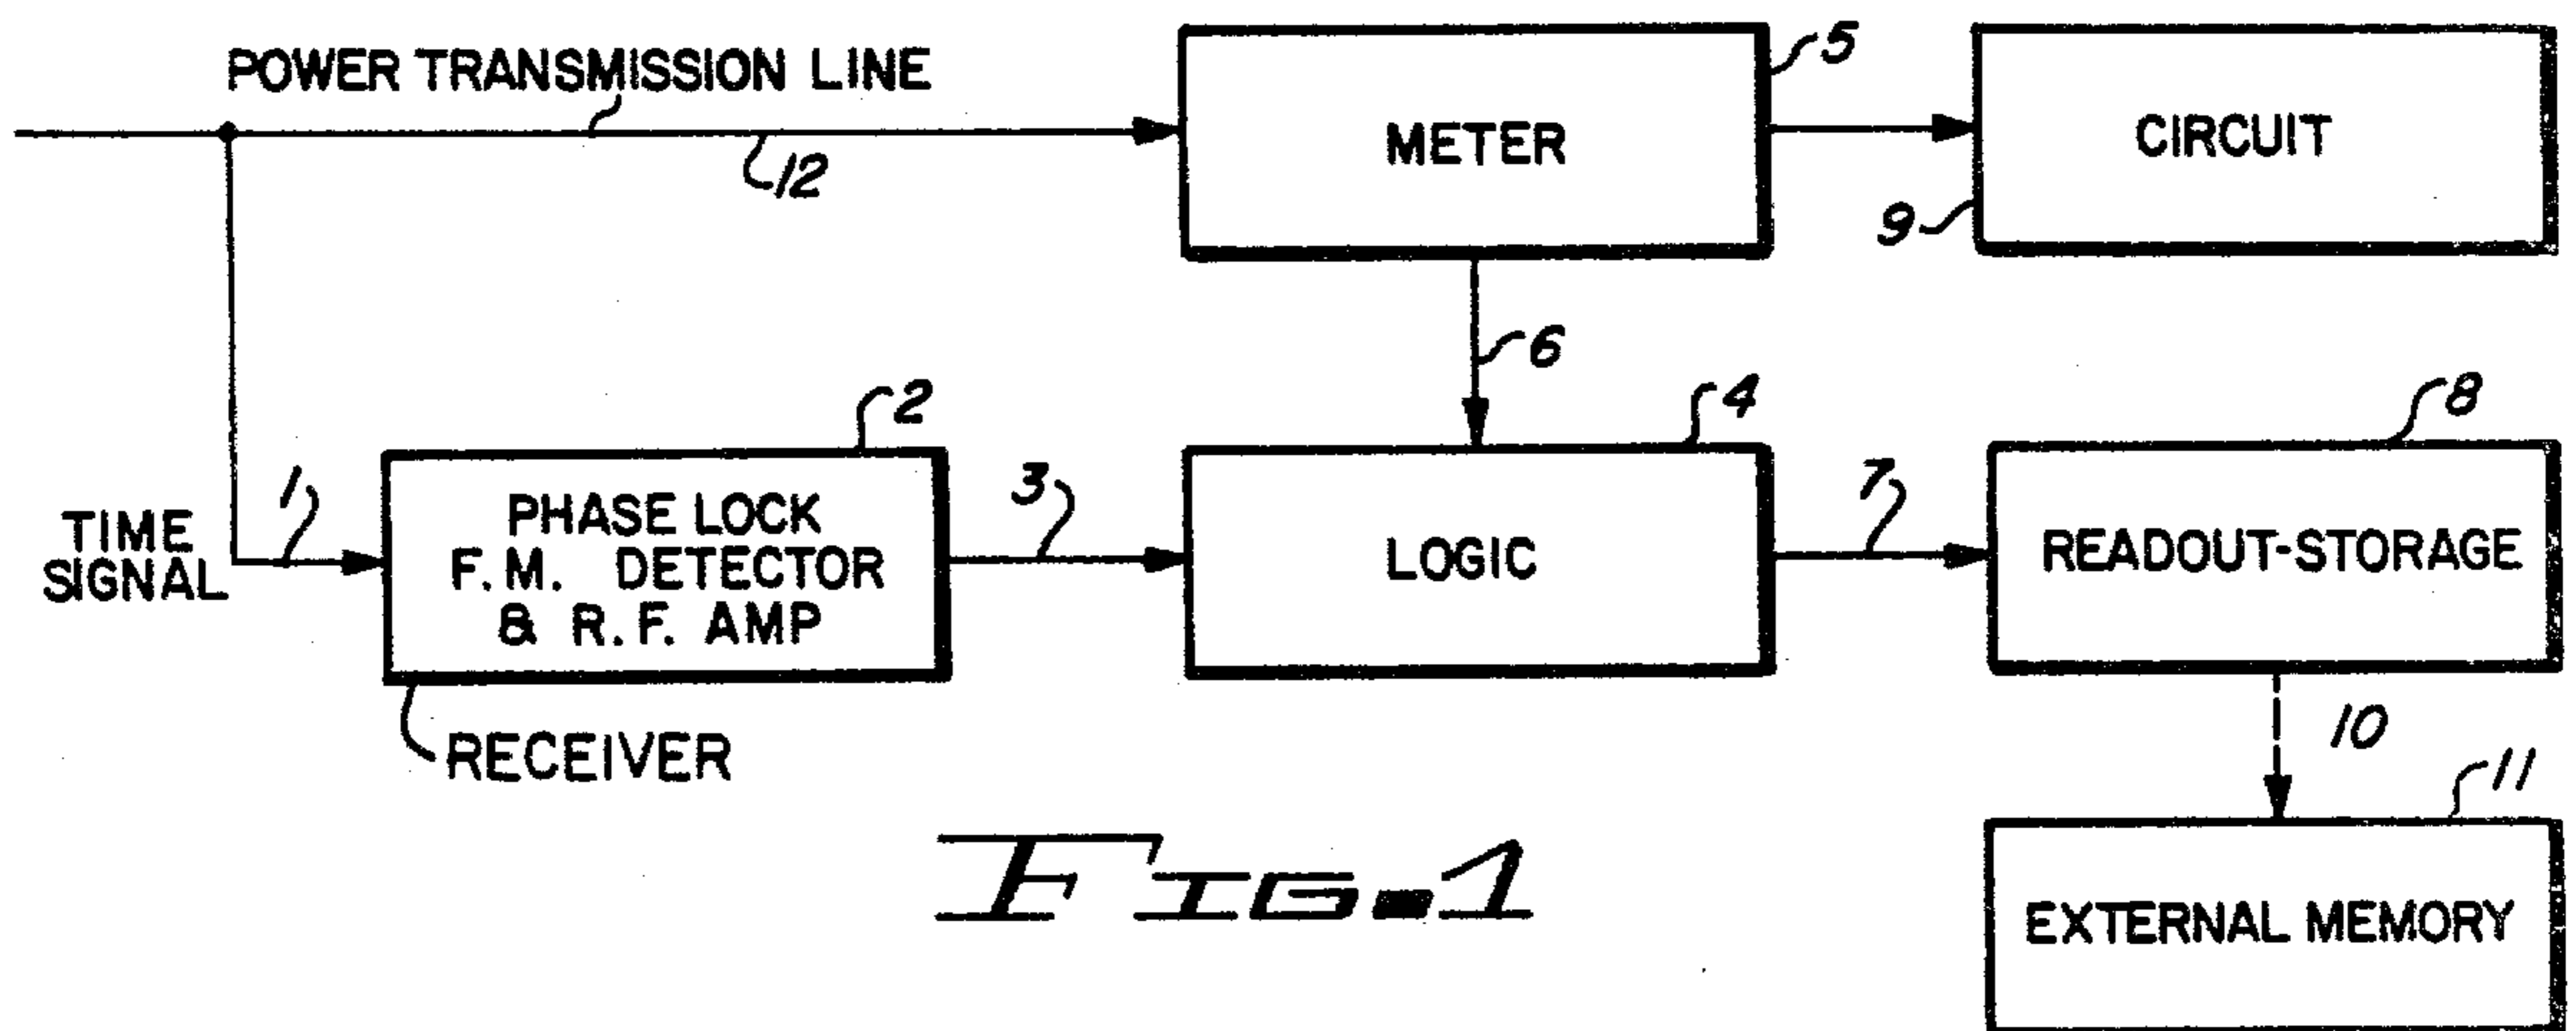 POWER TRANSMISSION LINE
12
METER
5
CIRCUIT
9
6
TIME
SIGNAL
1
PHASE LOCK
F.M. DETECTOR
& R.F. AMP
2
RECEIVER
3
LOGIC
4
7
READOUT-STORAGE
8
10
EXTERNAL MEMORY
11
FIG-1